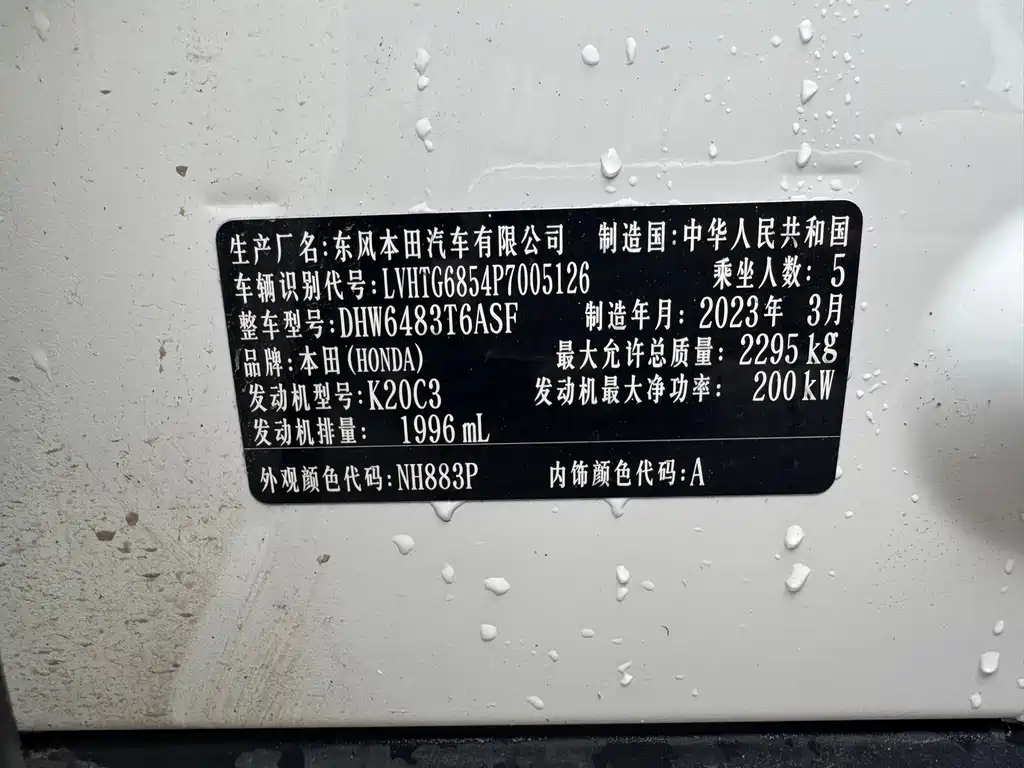 生产厂名:东风本田汽车有限公司 制造国:中华人民共和国
车辆识别代号:LVHTG6854P7005126 乘坐人数: 5
整车型号:DHW6483T6ASF 制造年月: 2023年 3月
品牌:本田(HONDA) 最大允许总质量: 2295kg
发动机型号:K20C3 发动机最大净功率: 200kW
发动机排量: 1996mL
外观颜色代码:NH883P 内饰颜色代码:A